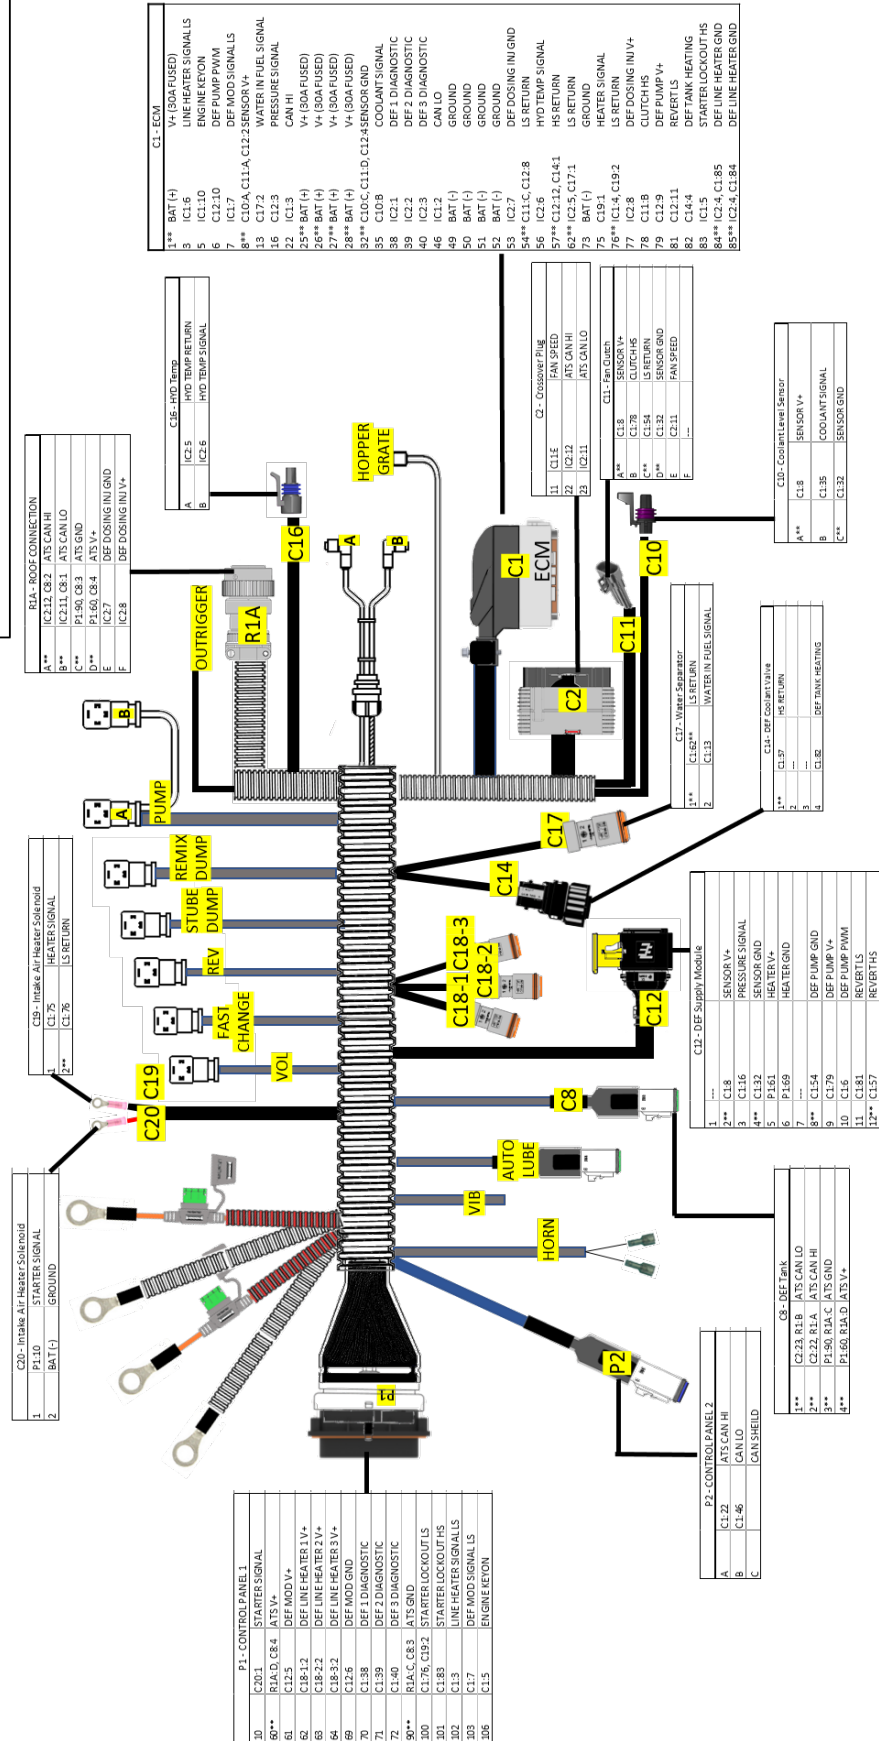 C1 - ECM
1** BAT (+) V+ (30A FUSED)
3 IC1:6 LINE HEATER SIGNAL LS
5 IC1:10 ENGINE KEYON
6 C12:10 DEF PUMP PWM
7 IC1:7 DEF MOD SIGNAL LS
8** C10:A, C11:A, C12:2 SENSOR V+
13 C17:2 WATER IN FUEL SIGNAL
16 C12:3 PRESSURE SIGNAL
22 IC1:3 CAN HI
25** BAT (+) V+ (30A FUSED)
26** BAT (+) V+ (30A FUSED)
27** BAT (+) V+ (30A FUSED)
28** BAT (+) V+ (30A FUSED)
32** C10:C, C11:D, C12:4 SENSOR GND
35 C10:B COOLANT SIGNAL
38 IC2:1 DEF 1 DIAGNOSTIC
39 IC2:2 DEF 2 DIAGNOSTIC
40 IC2:3 DEF 3 DIAGNOSTIC
46 IC1:2 CAN LO
49 BAT (-) GROUND
50 BAT (-) GROUND
51 BAT (-) GROUND
52 BAT (-) GROUND
53 IC2:7 DEF DOSING INJ GND
54** C11:C, C12:8 LS RETURN
56 IC2:6 HYD TEMP SIGNAL
57** C12:12, C14:1 HS RETURN
62** IC2:5, C17:1 LS RETURN
73 BAT (-) GROUND
75 C19:1 HEATER SIGNAL
76** IC1:4, C19:2 LS RETURN
77 IC2:8 DEF DOSING INJ V+
78 C11:B CLUTCH HS
79 C12:9 DEF PUMP V+
81 C12:11 REVERT LS
82 C14:4 DEF TANK HEATING
83 IC1:5 STARTER LOCKOUT HS
84** IC2:4, C1:85 DEF LINE HEATER GND
85** IC2:4, C1:84 DEF LINE HEATER GND
C16 - HYD Temp
A IC2:5 HYD TEMP RETURN
B IC2:6 HYD TEMP SIGNAL
R1A - ROOF CONNECTION
A** IC2:12, C8:2 ATS CAN HI
B** IC2:11, C8:1 ATS CAN LO
C** P1:90, C8:3 ATS GND
D** P1:60, C8:4 ATS V+
E IC2:7 DEF DOSING INJ GND
F IC2:8 DEF DOSING INJ V+
C2 - Crossover Plug
11 C11:E FAN SPEED
22 IC2:12 ATS CAN HI
23 IC2:11 ATS CAN LO
C11 - Fan Clutch
A** C1:8 SENSOR V+
B C1:78 CLUTCH HS
C** C1:54 LS RETURN
D** C1:32 SENSOR GND
E C2:11 FAN SPEED
F ---
C10 - Coolant Level Sensor
A** C1:8 SENSOR V+
B C1:35 COOLANT SIGNAL
C** C1:32 SENSOR GND
C17 - Water Separator
1** C1:62** LS RETURN
2 C1:13 WATER IN FUEL SIGNAL
C14 - DEF Coolant Valve
1** C1:57 HS RETURN
2 ---
3 ---
4 C1:82 DEF TANK HEATING
C19 - Intake Air Heater Solenoid
1 C1:75 HEATER SIGNAL
2** C1:76 LS RETURN
C20 - Intake Air Heater Solenoid
1 P1:10 STARTER SIGNAL
2 BAT (-) GROUND
C12 - DEF Supply Module
1 ---
2** C1:8 SENSOR V+
3 C1:16 PRESSURE SIGNAL
4** C1:32 SENSOR GND
5 P1:61 HEATER V+
6 P1:69 HEATER GND
7 ---
8** C1:54 DEF PUMP GND
9 C1:79 DEF PUMP V+
10 C1:6 DEF PUMP PWM
11 C1:81 REVERT LS
12** C1:57 REVERT HS
C8 - DEF Tank
1** C2:23, R1:B ATS CAN LO
2** C2:22, R1:A ATS CAN HI
3** P1:90, R1A:C ATS GND
4** P1:60, R1A:D ATS V+
P2 - CONTROL PANEL 2
A C1:22 ATS CAN HI
B C1:46 CAN LO
C CAN SHEILD
P1 - CONTROL PANEL 1
10 C20:1 STARTER SIGNAL
60** R1A:D, C8:4 ATS V+
61 C12:5 DEF MOD V+
62 C18-1:2 DEF LINE HEATER 1 V+
63 C18-2:2 DEF LINE HEATER 2 V+
64 C18-3:2 DEF LINE HEATER 3 V+
69 C12:6 DEF MOD GND
70 C1:38 DEF 1 DIAGNOSTIC
71 C1:39 DEF 2 DIAGNOSTIC
72 C1:40 DEF 3 DIAGNOSTIC
90** R1A:C, C8:3 ATS GND
100 C1:76, C19:2 STARTER LOCKOUT LS
101 C1:83 STARTER LOCKOUT HS
102 C1:3 LINE HEATER SIGNAL LS
103 C1:7 DEF MOD SIGNAL LS
106 C1:5 ENGINE KEYON
HOPPER
GRATE
C16
A
B
R1A
OUTRIGGER
C1
ECM
C2
C10
C11
B
A
PUMP
REMIX
DUMP
STUBE
DUMP
REV
FAST
CHANGE
VOL
C19
C20
C17
C14
C18-3
C18-2
C18-1
C12
C8
AUTO
LUBE
VIB
HORN
P2
P1